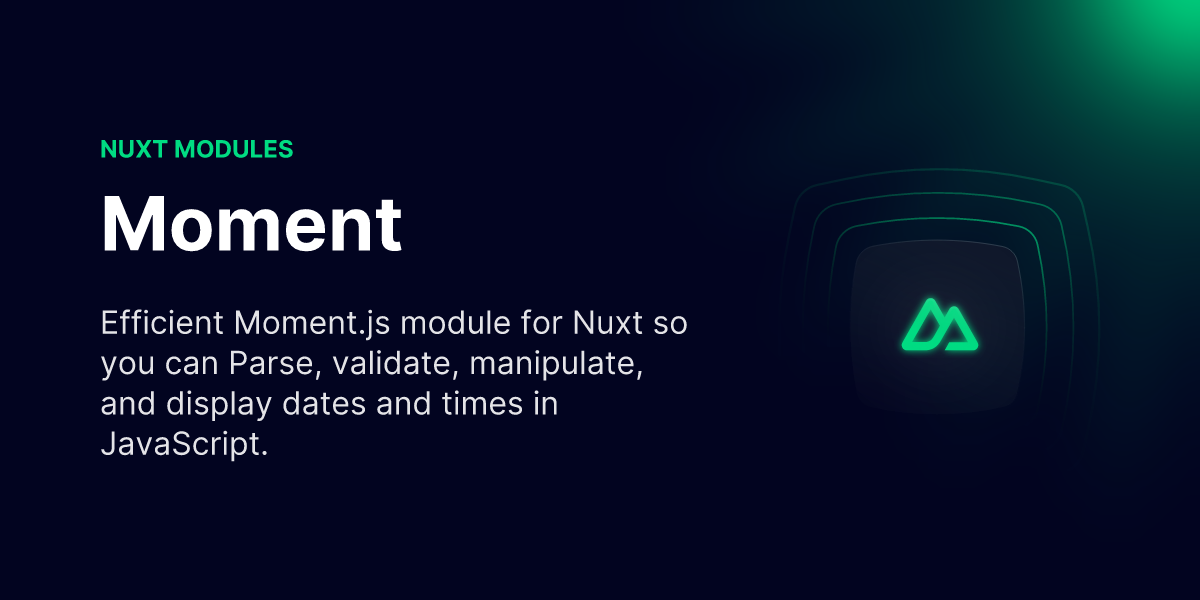 NUXT MODULES
Moment
Efficient Moment.js module for Nuxt so
you can Parse, validate, manipulate,
and display dates and times in
JavaScript.